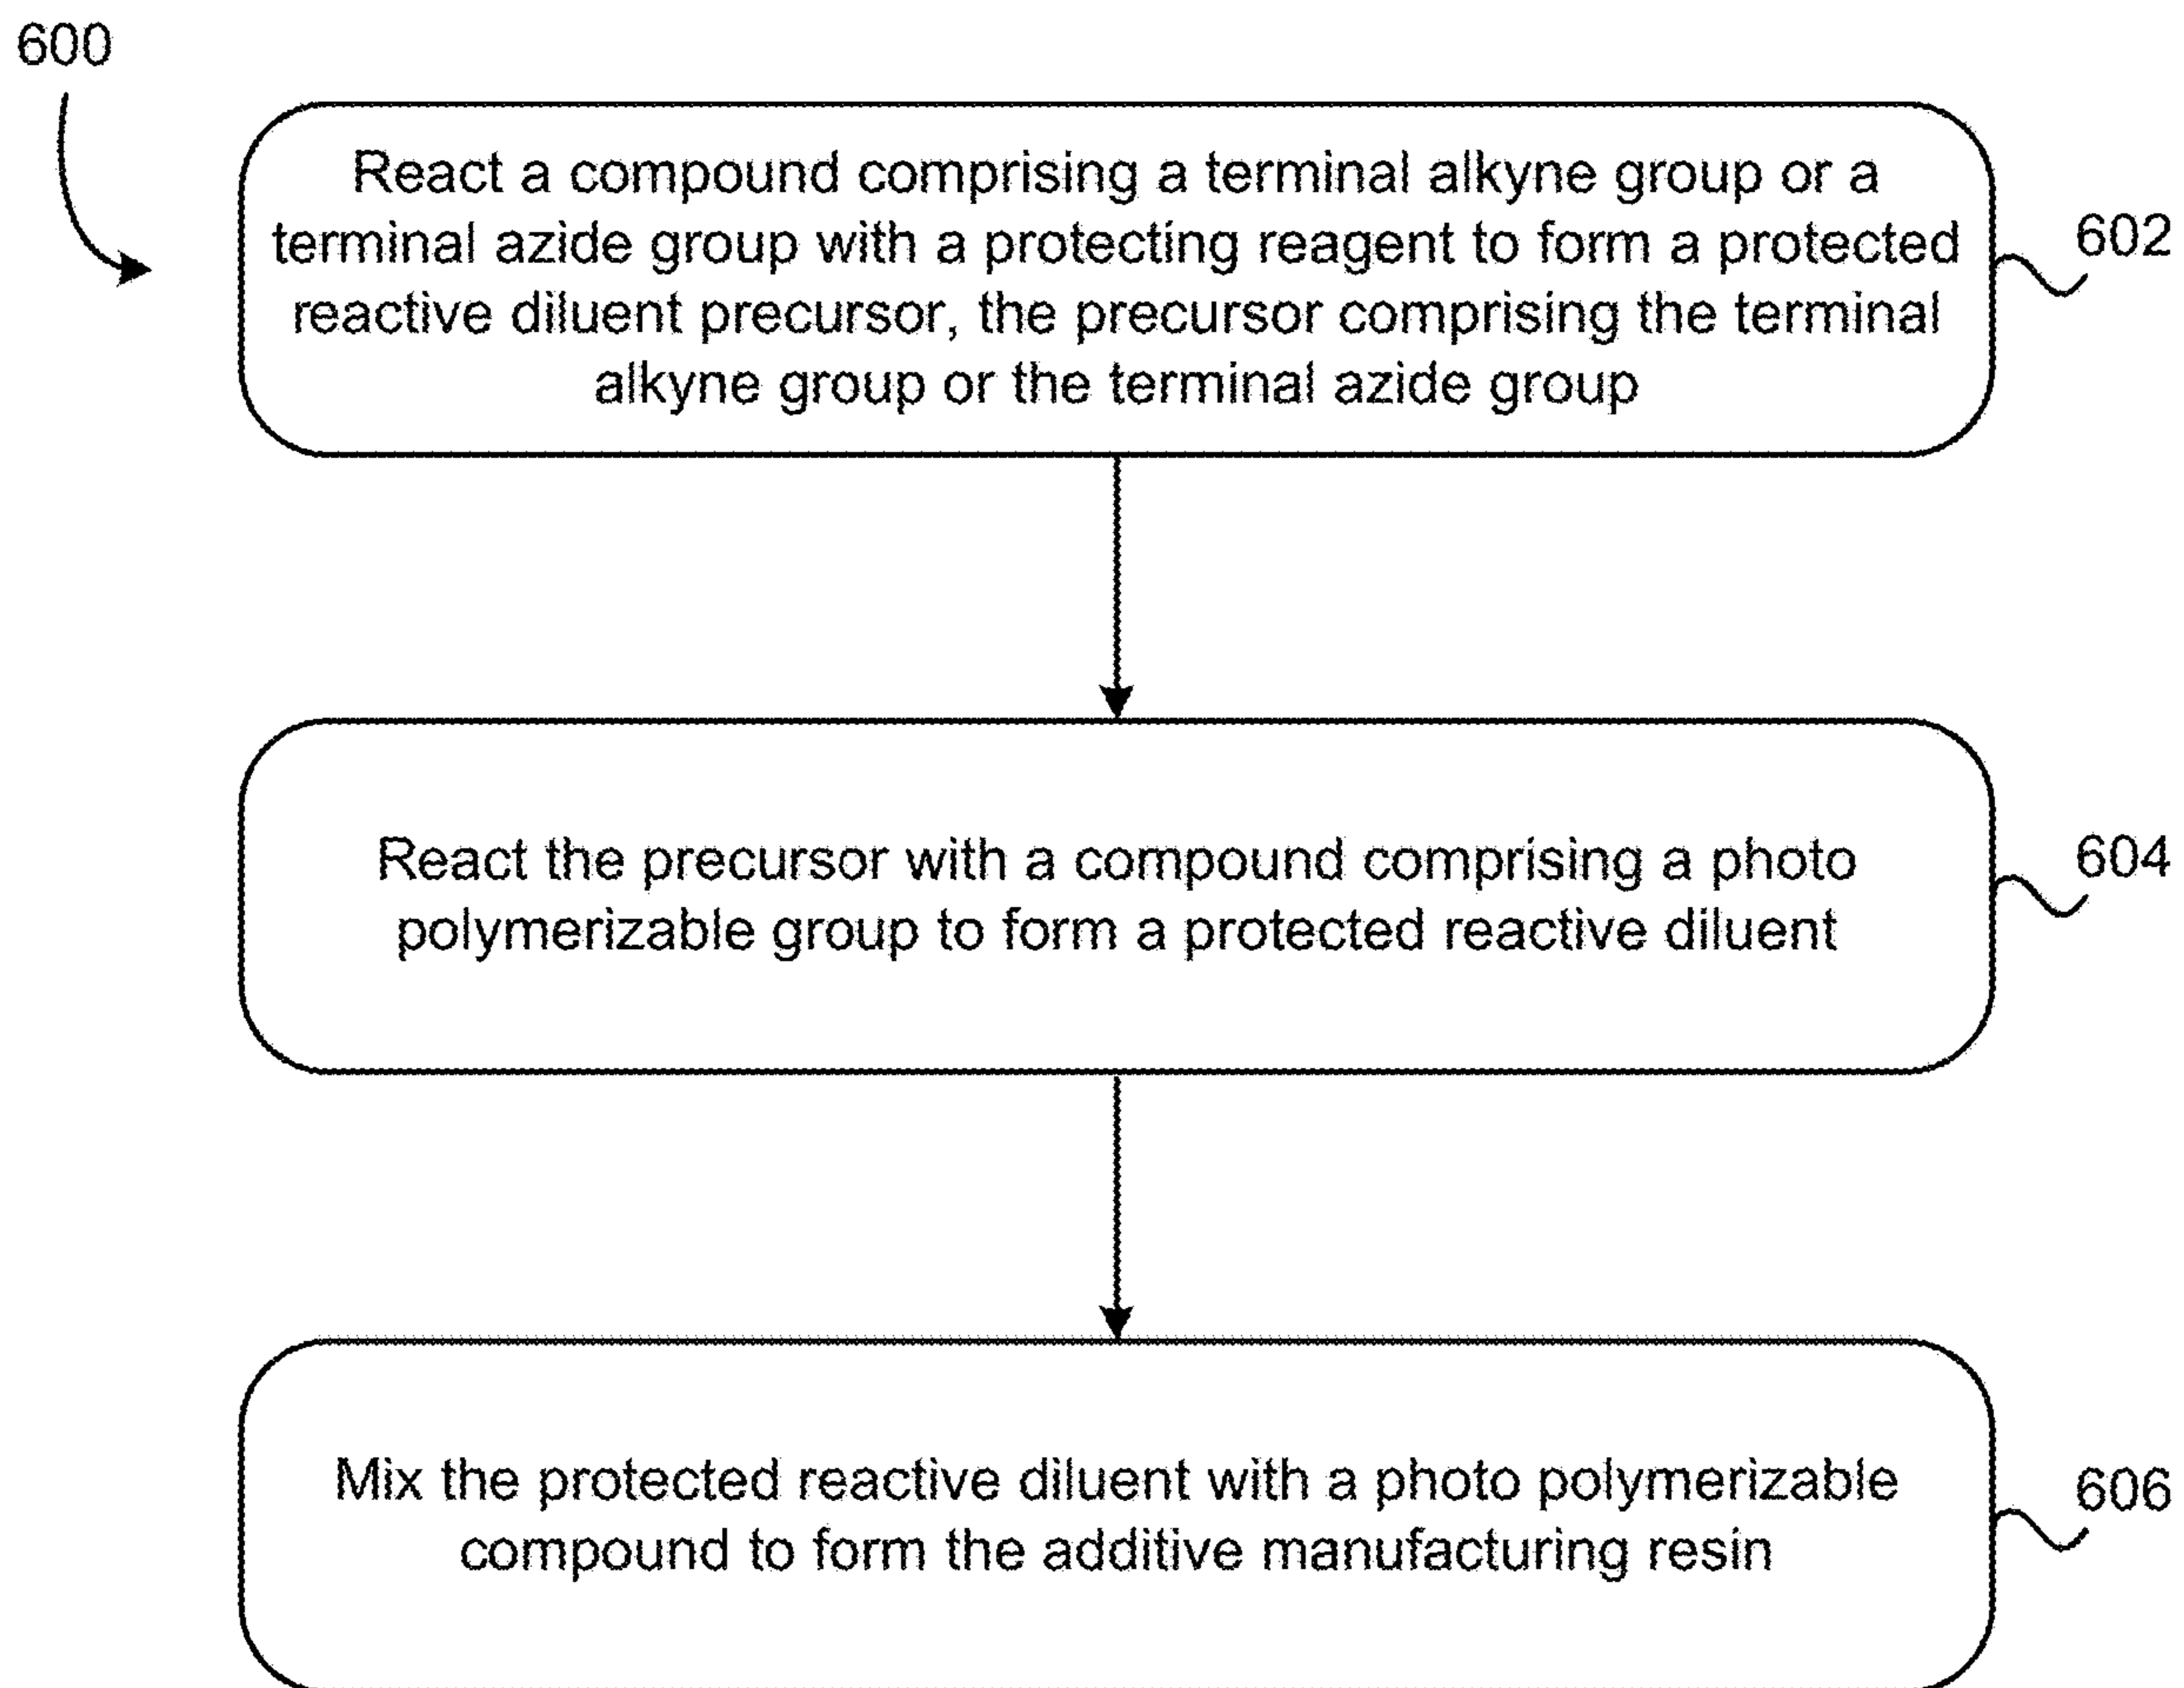 600
React a compound comprising a terminal alkyne group or a
terminal azide group with a protecting reagent to form a protected
reactive diluent precursor, the precursor comprising the terminal
alkyne group or the terminal azide group
602
React the precursor with a compound comprising a photo
polymerizable group to form a protected reactive diluent
604
Mix the protected reactive diluent with a photo polymerizable
compound to form the additive manufacturing resin
606